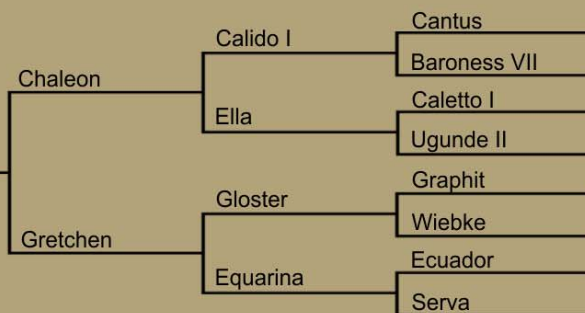 Cantus
Calido I
Baroness VII
Chaleon
Caletto I
Ella
Ugunde II
Graphit
Gloster
Wiebke
Gretchen
Ecuador
Equarina
Serva